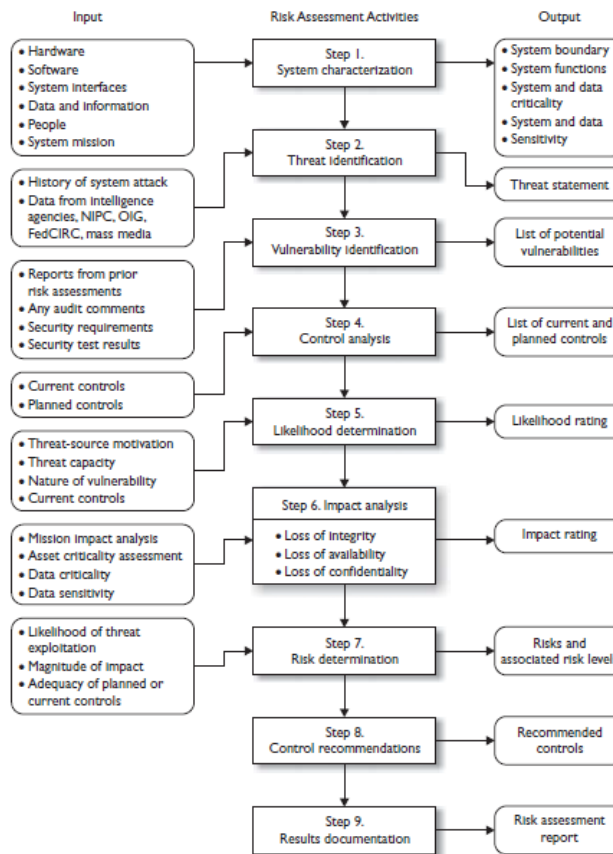 Input
Risk Assessment Activities
Output
• Hardware
• Software
• System interfaces
• Data and information
• People
• System mission
Step 1.
System characterization
• System boundary
• System functions
• System and data
criticality
• System and data
• Sensitivity
• History of system attack
• Data from intelligence
agencies, NIPC, OIG,
FedCIRC, mass media
Step 2.
Threat identification
Threat statement
• Reports from prior
risk assessments
• Any audit comments
• Security requirements
• Security test results
Step 3.
Vulnerability identification
List of potential
vulnerabilities
• Current controls
• Planned controls
Step 4.
Control analysis
List of current and
planned controls
• Threat-source motivation
• Threat capacity
• Nature of vulnerability
• Current controls
Step 5.
Likelihood determination
Likelihood rating
• Mission impact analysis
• Asset criticality assessment
• Data criticality
• Data sensitivity
Step 6. Impact analysis
• Loss of integrity
• Loss of availability
• Loss of confidentiality
Impact rating
• Likelihood of threat
exploitation
• Magnitude of impact
• Adequacy of planned or
current controls
Step 7.
Risk determination
Risks and
associated risk level
Step 8.
Control recommendations
Recommended
controls
Step 9.
Results documentation
Risk assessment
report